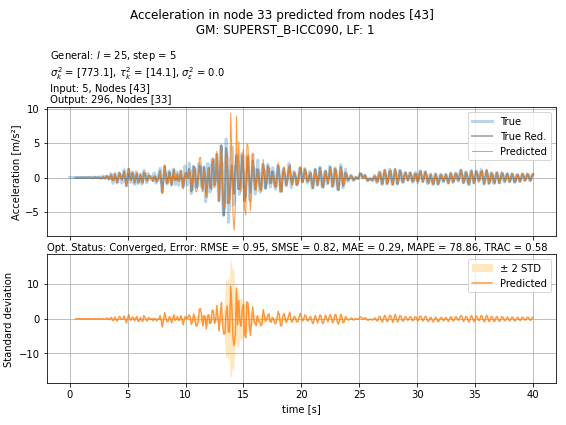 Acceleration in node 33 predicted from nodes [43]
GM: SUPERST_B-ICC090, LF: 1
General: l = 25, step = 5
σ²ₖ = [773.1], τ²ₖ = [14.1], σ²ε = 0.0
Input: 5, Nodes [43]
Output: 296, Nodes [33]
Acceleration [m/s²]
10
5
0
−5
True
True Red.
Predicted
Opt. Status: Converged, Error: RMSE = 0.95, SMSE = 0.82, MAE = 0.29, MAPE = 78.86, TRAC = 0.58
Standard deviation
10
0
−10
± 2 STD
Predicted
0 5 10 15 20 25 30 35 40
time [s]